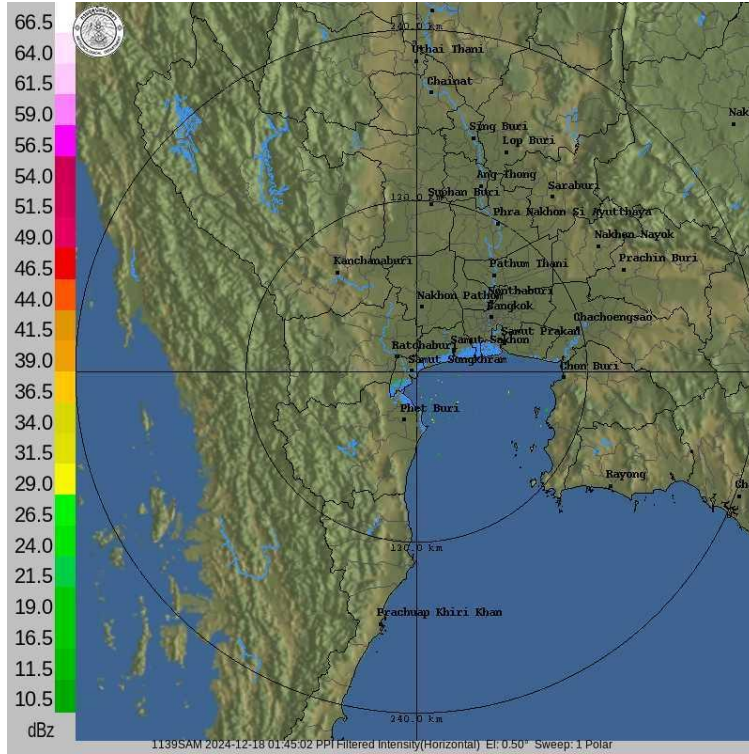 66.5
64.0
61.5
59.0
56.5
54.0
51.5
49.0
46.5
44.0
41.5
39.0
36.5
34.0
31.5
29.0
26.5
24.0
21.5
19.0
16.5
11.5
10.5
dBz
240.0 km
Uthai Thani
Chainat
Nak
Sing Buri
Lop Buri
Ang Thong
Saraburi
Suphan Buri
120.0 km
Phra Nakhon Si Ayutthaya
Nakhon Nayok
Kanchanaburi
Pathum Thani
Prachin Buri
Nonthaburi
Nakhon Pathom
Bangkok
Chachoengsao
Samut Prakan
Samut Sakhon
Ratchaburi
Samut Songkhram
Chon Buri
Phet Buri
Rayong
Ch
120.0 km
Prachuap Khiri Khan
240.0 km
1139SAM 2024-12-18 01:45:02 PPI Filtered Intensity(Horizontal) El: 0.50° Sweep: 1 Polar